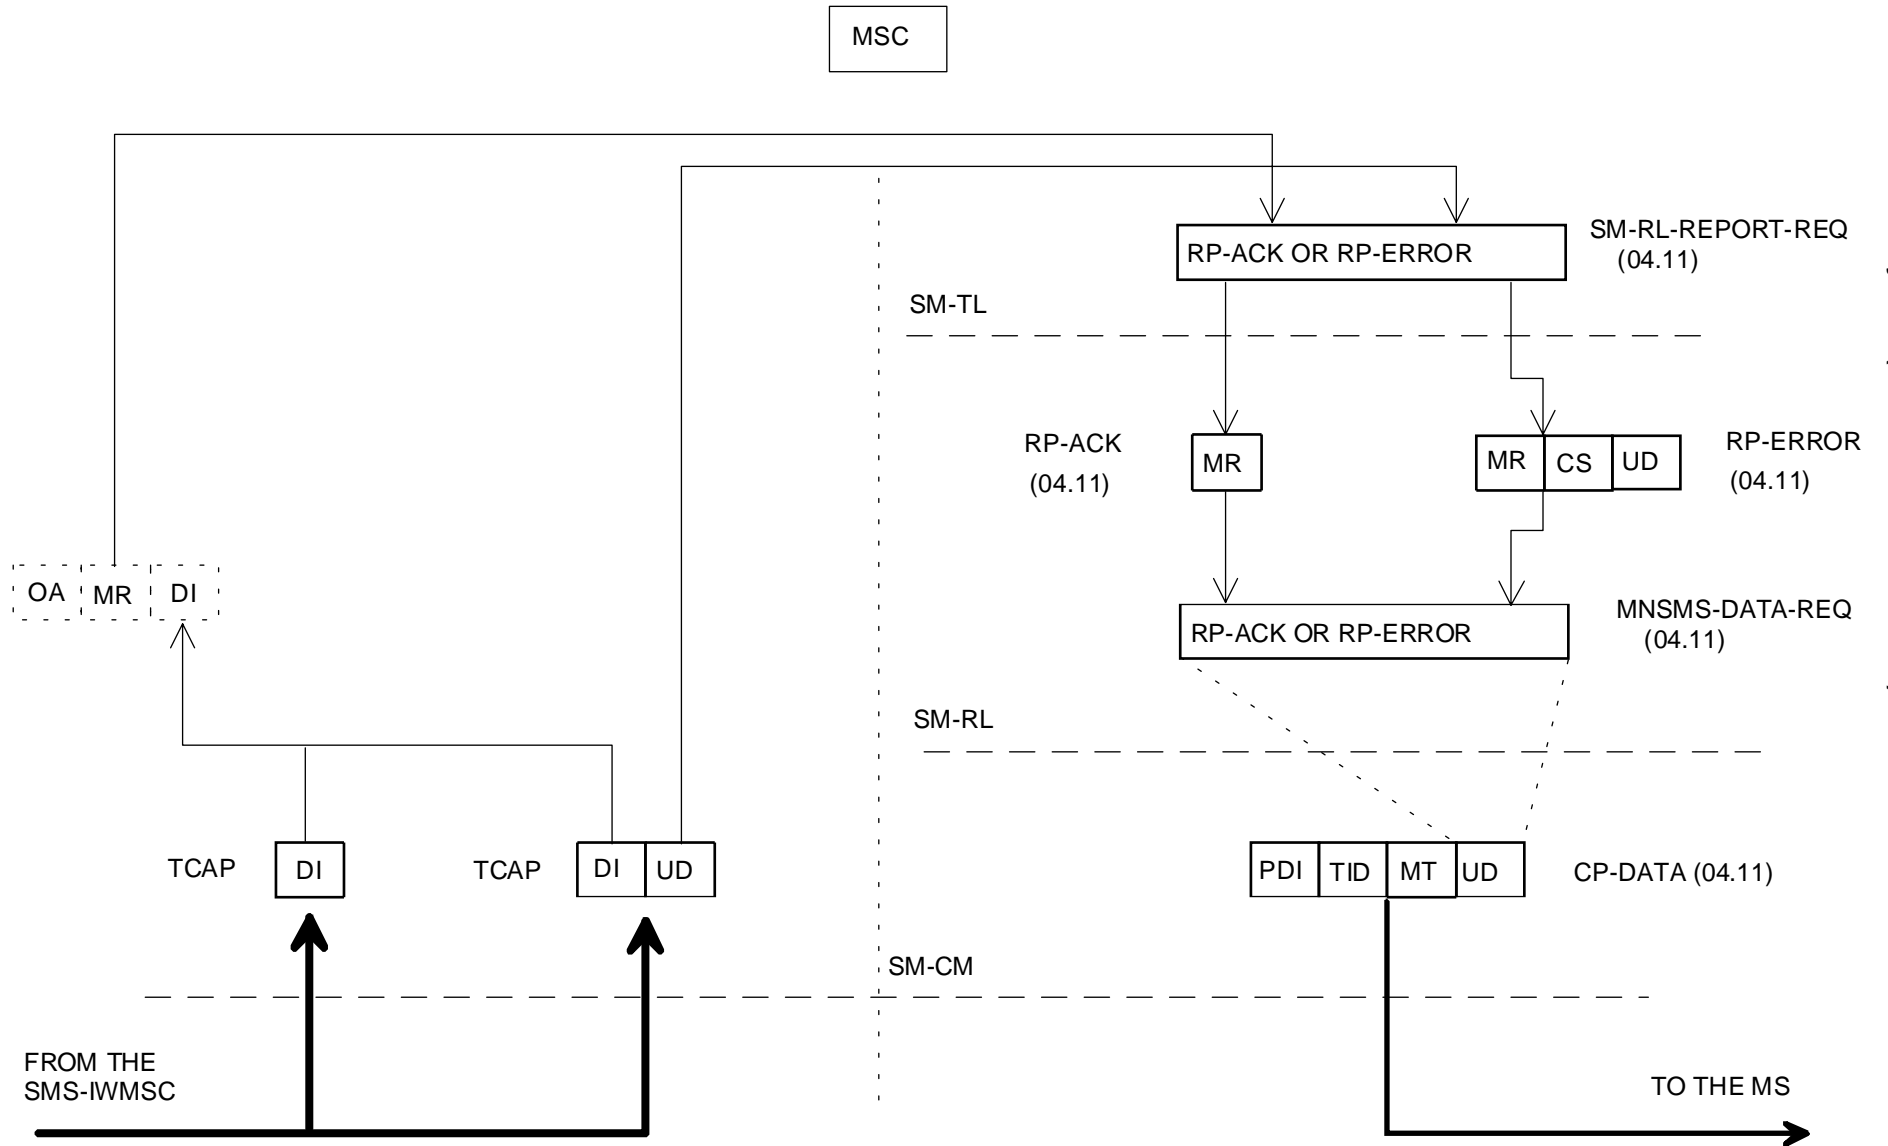 MSC
SM-RL-REPORT-REQ
(04.11)
RP-ACK OR RP-ERROR
SM-TL
RP-ACK
(04.11)
MR
MR CS UD
RP-ERROR
(04.11)
OA MR DI
RP-ACK OR RP-ERROR
MNSMS-DATA-REQ
(04.11)
SM-RL
TCAP DI
TCAP DI UD
PDI TID MT UD
CP-DATA (04.11)
SM-CM
FROM THE
SMS-IWMSC
TO THE MS